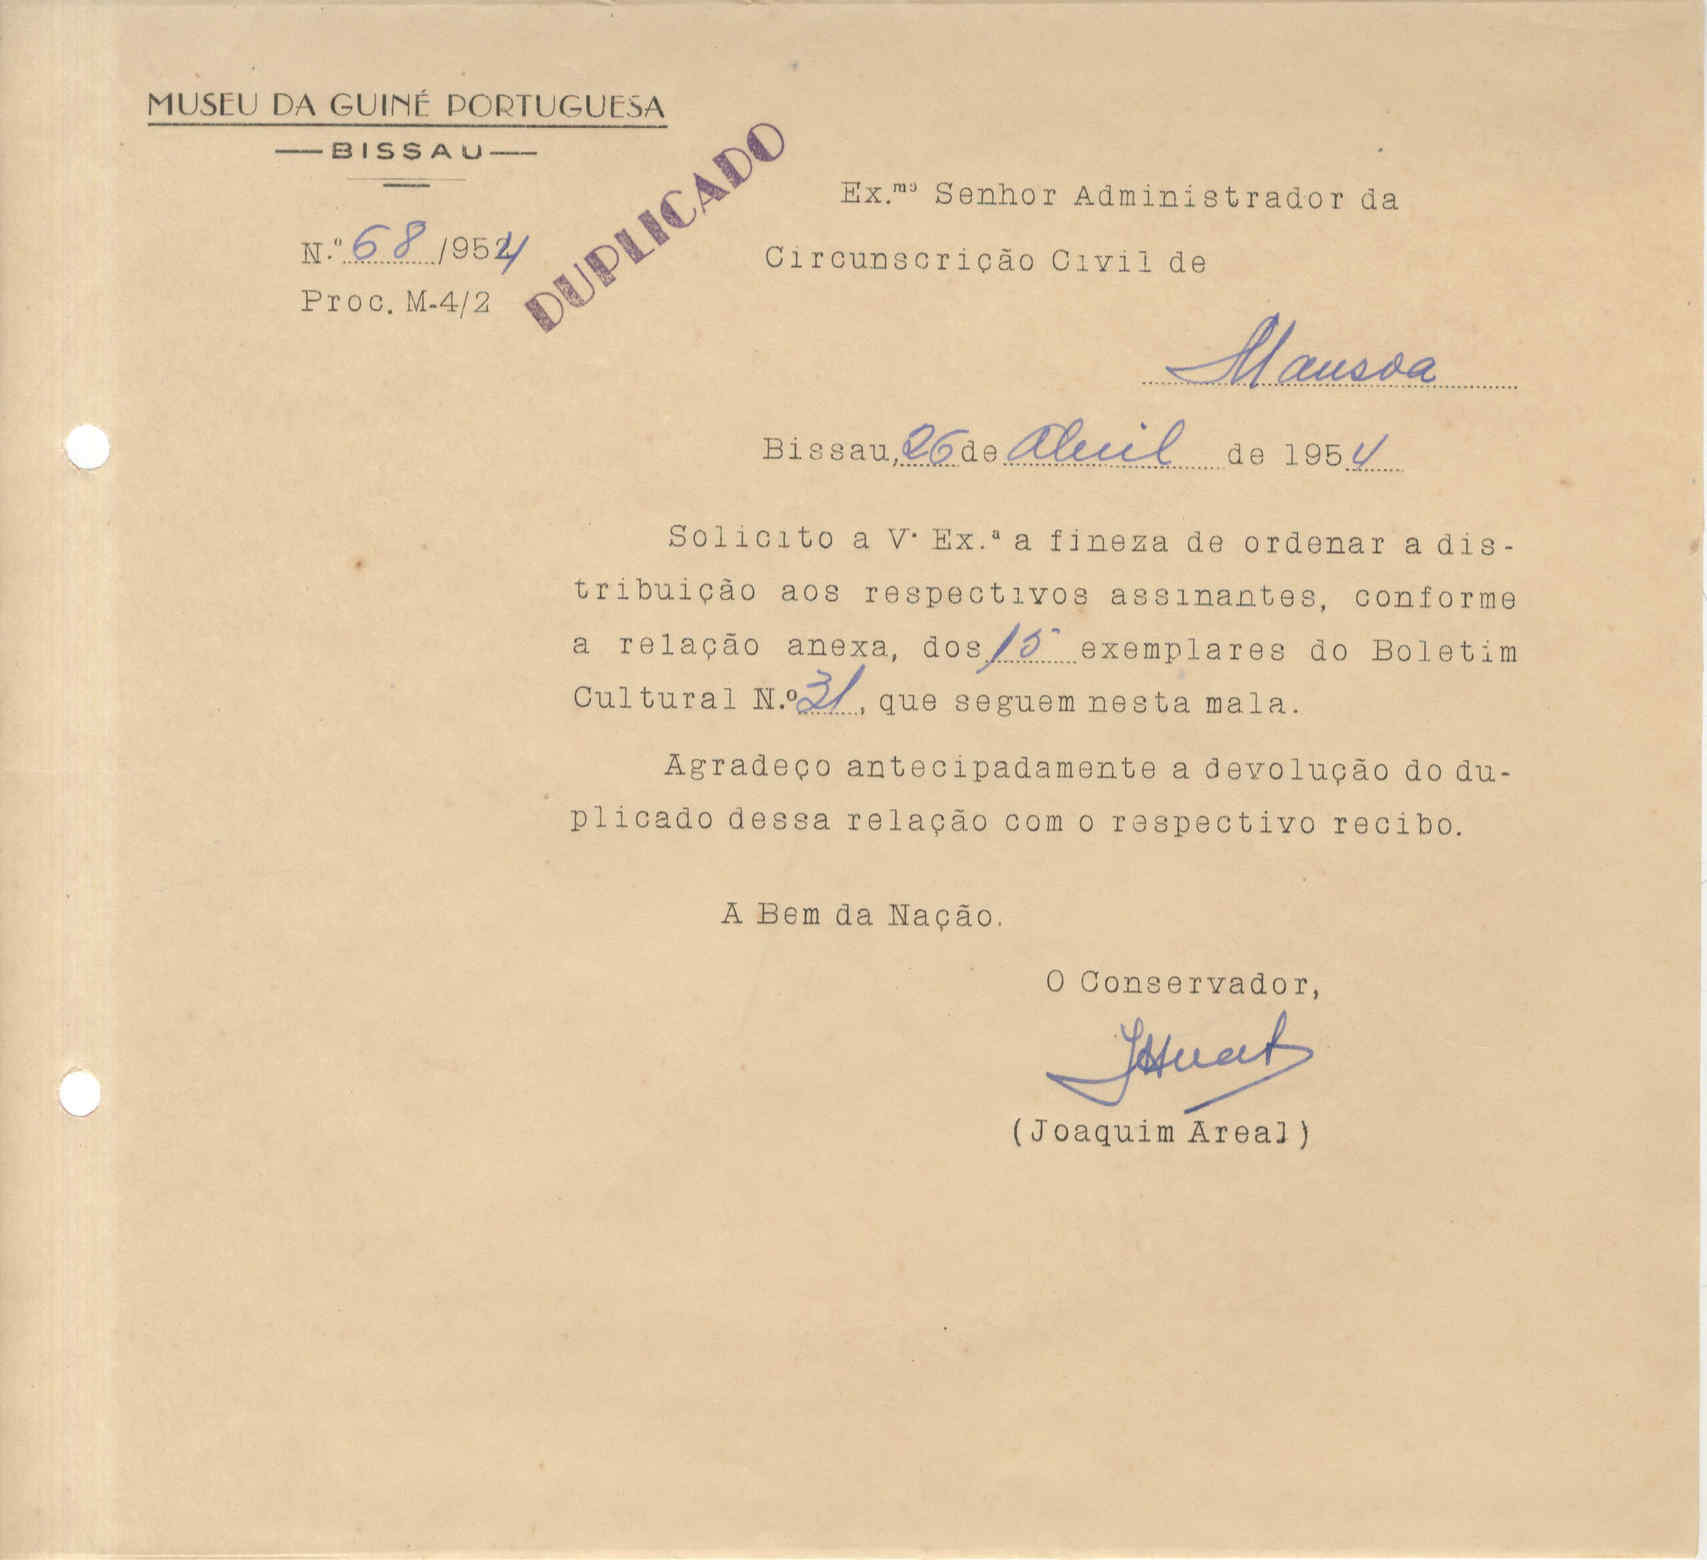 MUSEU DA GUINÉ PORTUGUESA
—BISSAU—
DUPLICADO
N.º 68 /954
Proc. M-4/2
Ex.mo Senhor Administrador da
Circunscrição Civil de
Mansoa
Bissau, 26 de Abril de 1954
Solicito a V. Ex.ª a fineza de ordenar a dis-
tribuição aos respectivos assinantes, conforme
a relação anexa, dos 15 exemplares do Boletim
Cultural N.º 31, que seguem nesta mala.
Agradeço antecipadamente a devolução do du-
plicado dessa relação com o respectivo recibo.
A Bem da Nação.
O Conservador,
(Joaquim Areal)